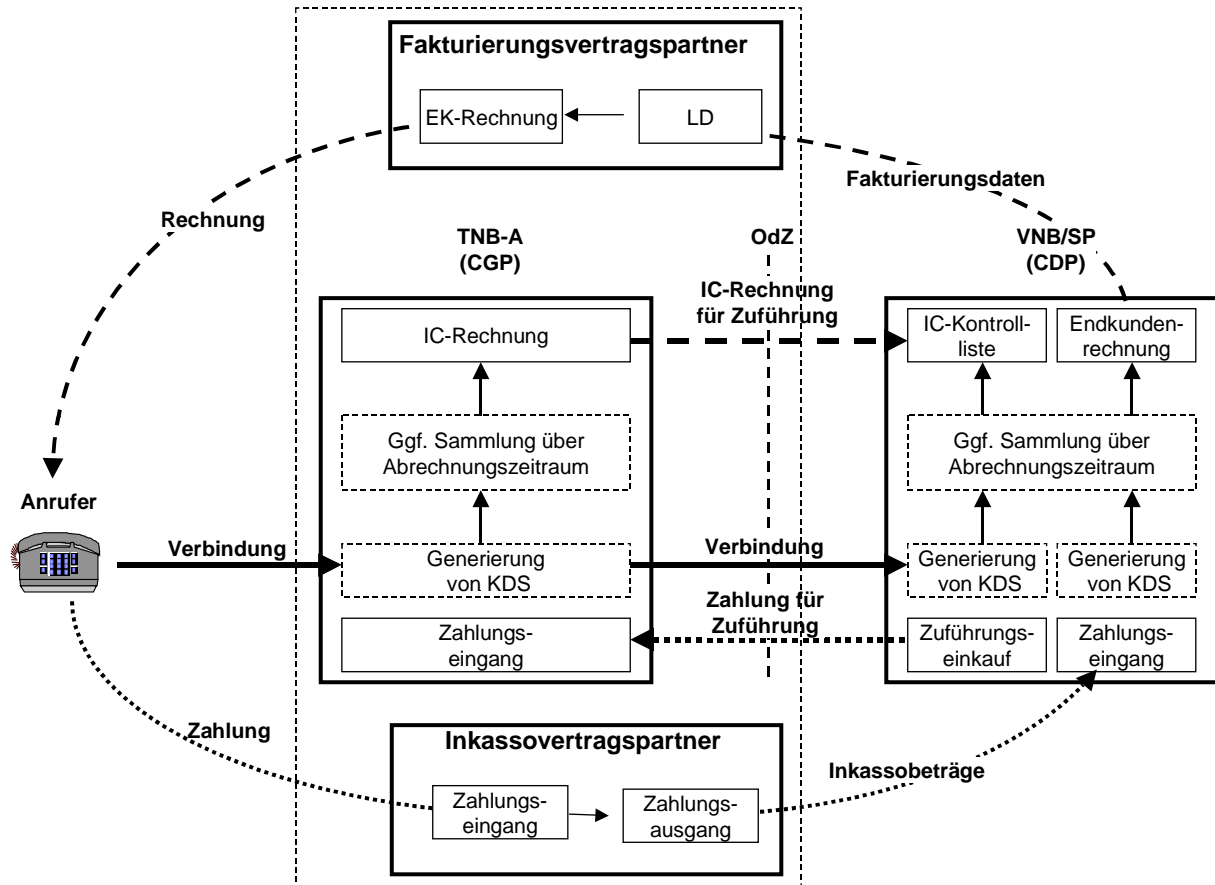 Fakturierungsvertragspartner
EK-Rechnung
LD
Fakturierungsdaten
Rechnung
TNB-A
(CGP)
OdZ
VNB/SP
(CDP)
IC-Rechnung
für Zuführung
IC-Rechnung
IC-Kontroll-
liste
Endkunden-
rechnung
Ggf. Sammlung über
Abrechnungszeitraum
Ggf. Sammlung über
Abrechnungszeitraum
Anrufer
Verbindung
Generierung
von KDS
Verbindung
Generierung
von KDS
Generierung
von KDS
Zahlung für
Zuführung
Zahlungs-
eingang
Zuführungs-
einkauf
Zahlungs-
eingang
Zahlung
Inkassovertragspartner
Inkassobeträge
Zahlungs-
eingang
Zahlungs-
ausgang